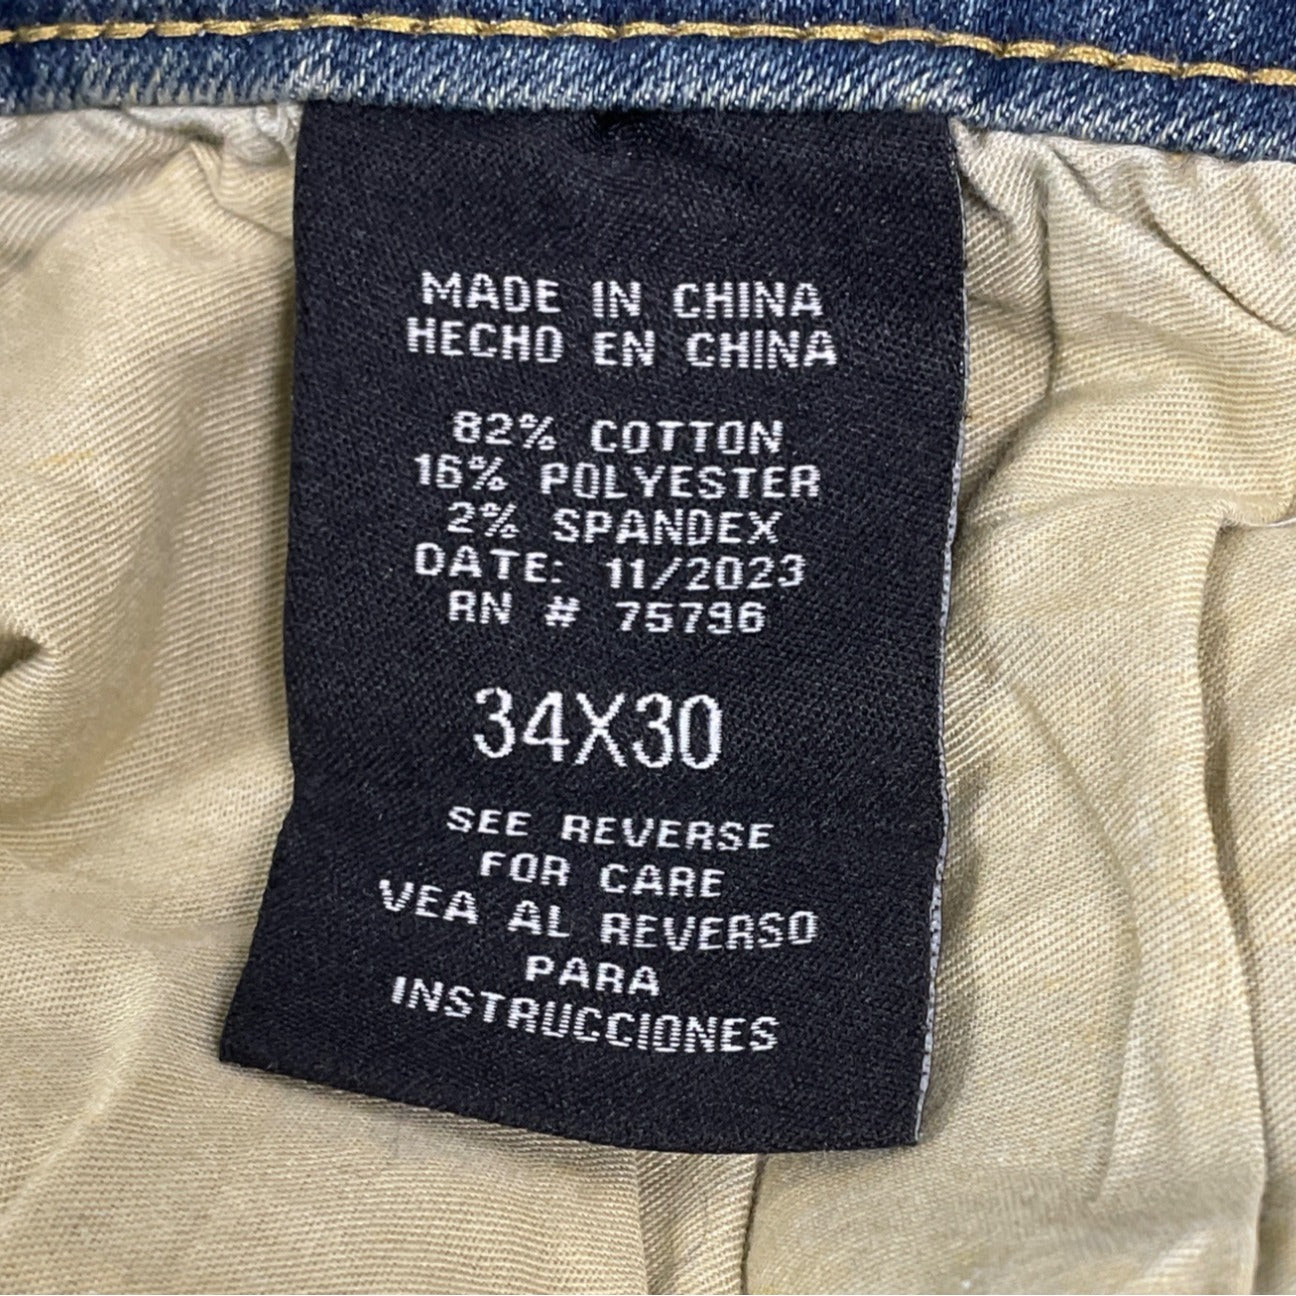 MADE IN CHINA
HECHO EN CHINA
82% COTTON
16% POLYESTER
2% SPANDEX
DATE: 11/2023
RN # 75796
34X30
SEE REVERSE
FOR CARE
VEA AL REVERSO
PARA
INSTRUCCIONES